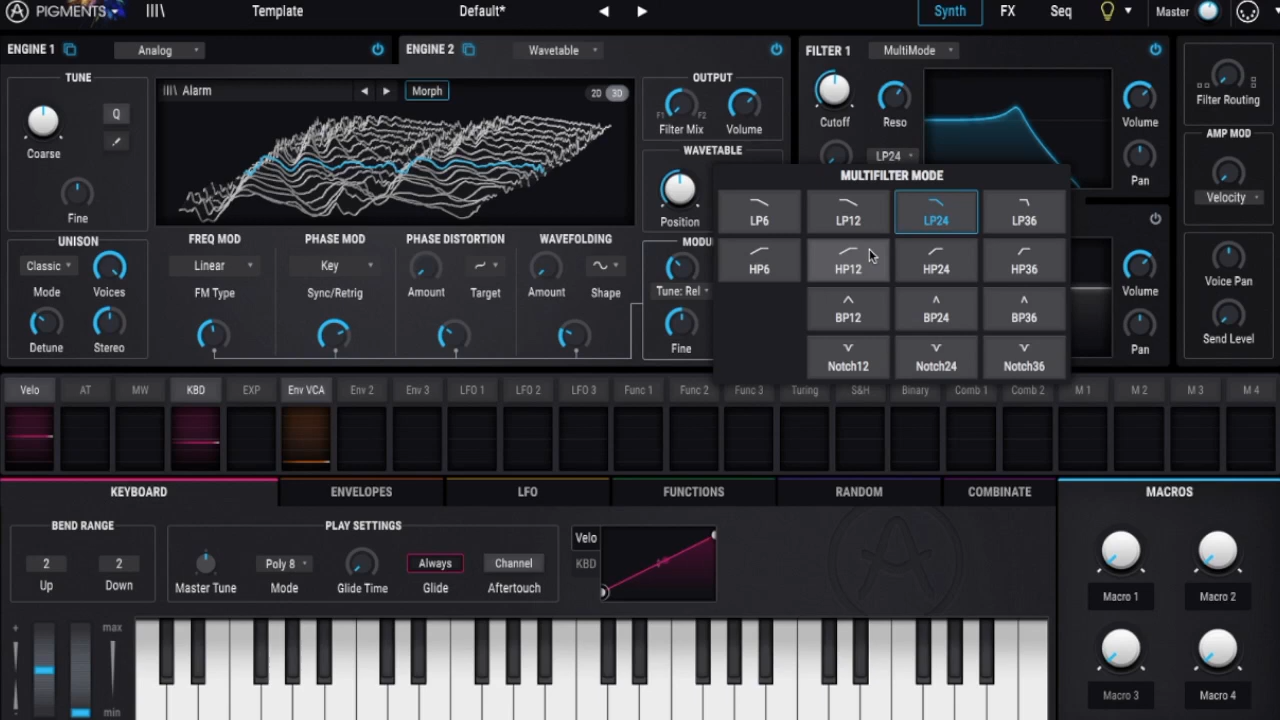 PIGMENTS
Template
Default*
Synth
FX
Seq
Master
ENGINE 1
Analog
ENGINE 2
Wavetable
FILTER 1
MultiMode
TUNE
Coarse
Q
Fine
Alarm
Morph
2D
3D
OUTPUT
F1
F2
Filter Mix
Volume
WAVETABLE
Position
Cutoff
Reso
LP24
Volume
Pan
Filter Routing
AMP MOD
Velocity
MULTIFILTER MODE
LP6
LP12
LP24
LP36
HP6
HP12
HP24
HP36
BP12
BP24
BP36
Notch12
Notch24
Notch36
UNISON
Classic
Mode
Voices
Detune
Stereo
FREQ MOD
Linear
FM Type
PHASE MOD
Key
Sync/Retrig
PHASE DISTORTION
Amount
Target
WAVEFOLDING
Amount
Shape
MODU
Tune: Rel
Fine
Volume
Pan
Voice Pan
Send Level
Velo
AT
MW
KBD
EXP
Env VCA
Env 2
Env 3
LFO 1
LFO 2
LFO 3
Func 1
Func 2
Func 3
Turing
S&H
Binary
Comb 1
Comb 2
M 1
M 2
M 3
M 4
KEYBOARD
ENVELOPES
LFO
FUNCTIONS
RANDOM
COMBINATE
MACROS
BEND RANGE
2
Up
2
Down
PLAY SETTINGS
Master Tune
Poly 8
Mode
Glide Time
Always
Glide
Channel
Aftertouch
Velo
KBD
Macro 1
Macro 2
Macro 3
Macro 4
+
-
max
min